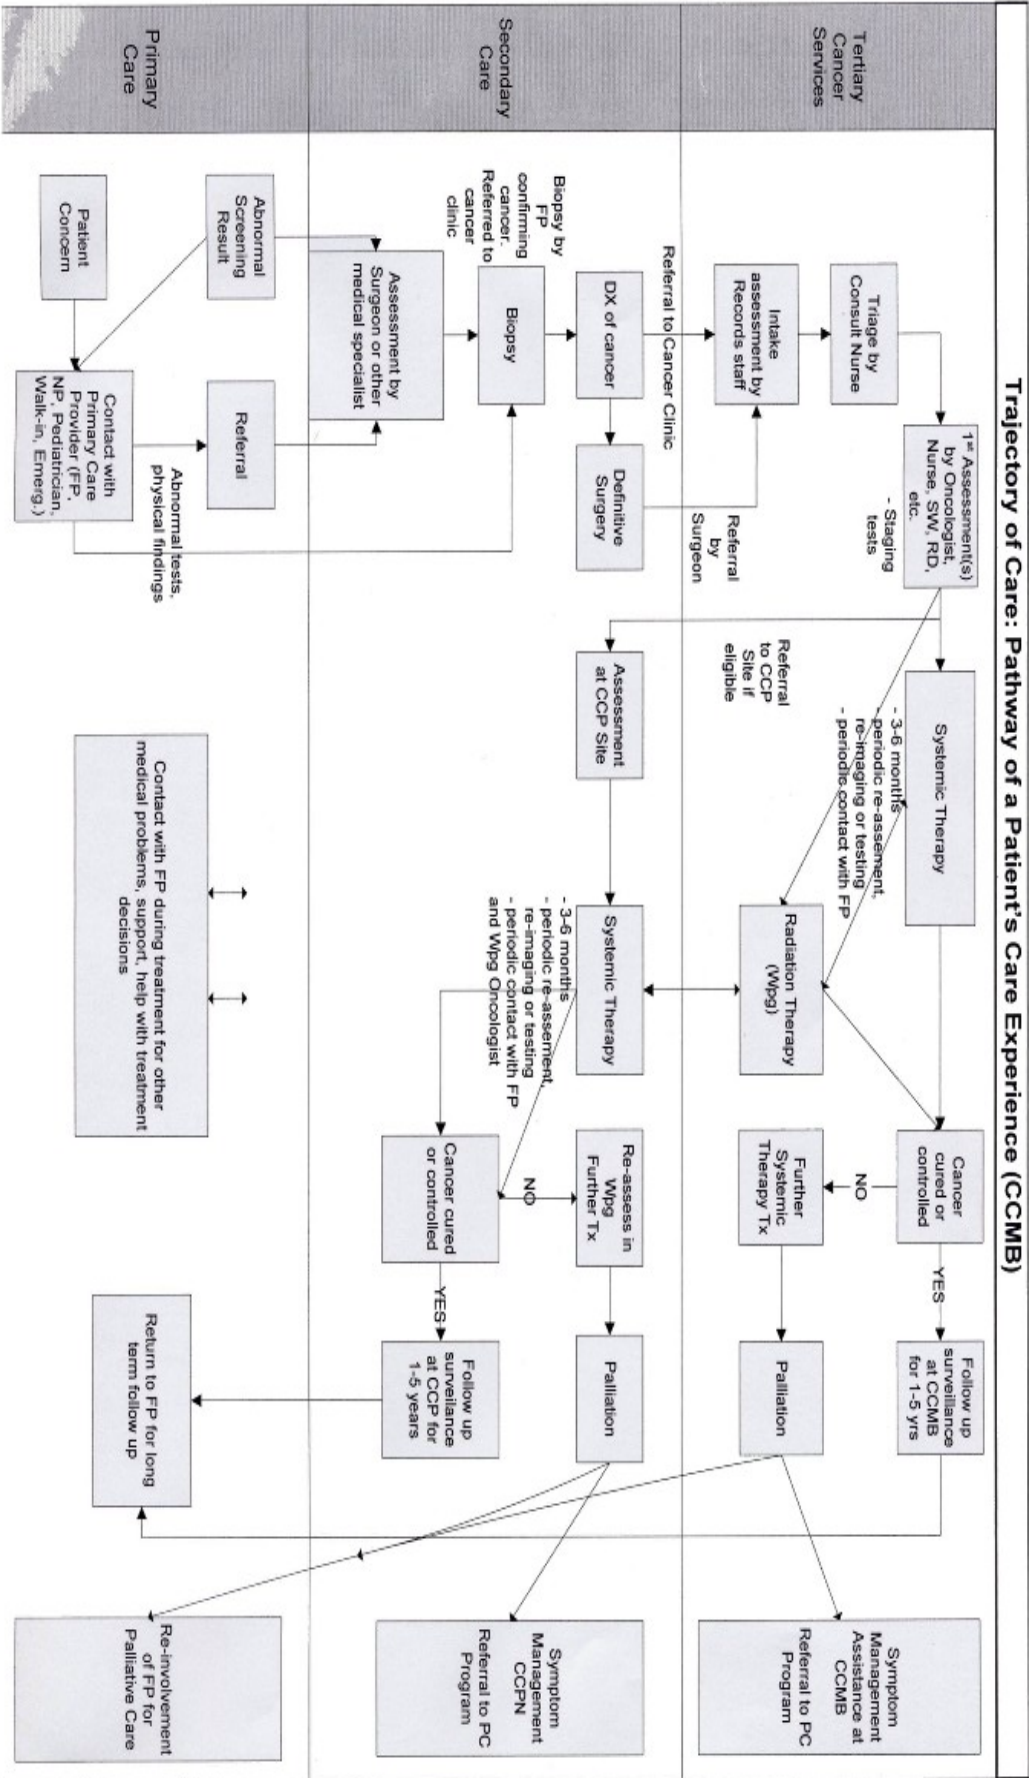 Trajectory of Care: Pathway of a Patient's Care Experience (CCMB)
Tertiary
Cancer
Services
Triage by
Consult Nurse
Intake
assessment by
Records staff
1st Assessment(s)
by Oncologist,
Nurse, SW, RD,
etc.
- Staging
tests
Systemic Therapy
- 3-6 months
- periodic re-assement,
re-imaging or testing
- periodic contact with FP
Radiation Therapy
(Wpg)
Cancer
cured or
controlled
NO
YES
Further
Systemic
Therapy Tx
Palliation
Follow up
surveillance
at CCMB
for 1-5 yrs
Symptom
Management
Assistance at
CCMB
Referral to PC
Program
Referral to Cancer Clinic
Referral
by
Surgeon
Referral
to CCP
Site if
eligible
Secondary
Care
Biopsy by
FP
confirming
cancer.
Referred to
cancer
clinic
DX of cancer
Definitive
Surgery
Biopsy
Assessment by
Surgeon or other
medical specialist
Assessment
at CCP Site
Systemic Therapy
- 3-6 months
- periodic re-assement,
re-imaging or testing
- periodic contact with FP
and Wpg Oncologist
Re-assess in
Wpg
Further Tx
NO
Cancer cured
or controlled
YES
Palliation
Follow up
surveilance
at CCP for
1-5 years
Symptom
Management
CCPN
Referral to PC
Program
Primary
Care
Abnormal
Screening
Result
Patient
Concern
Referral
Abnormal tests,
physical findings
Contact with
Primary Care
Provider (FP,
NP, Pediatrician,
Walk-in, Emerg.)
Contact with FP during treatment for other
medical problems, support, help with treatment
decisions
Return to FP for long
term follow up
Re-involvement
of FP for
Palliative Care